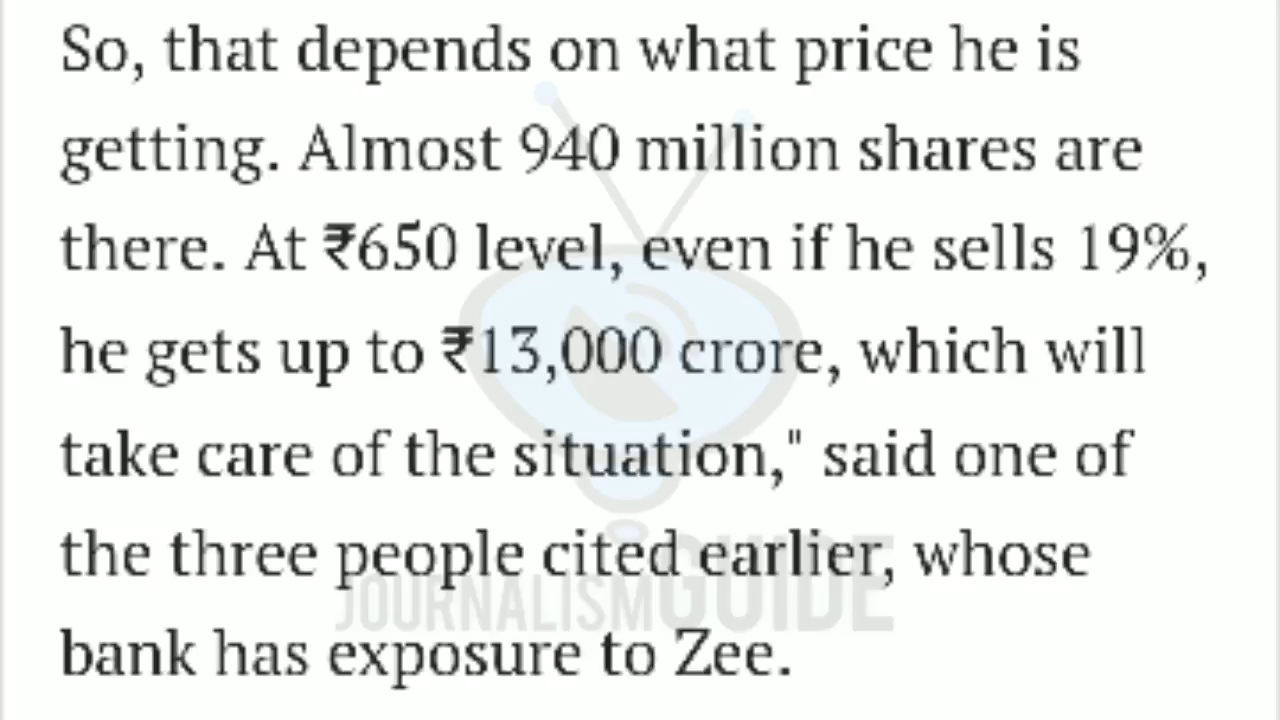 So, that depends on what price he is
getting. Almost 940 million shares are
there. At ₹650 level, even if he sells 19%,
he gets up to ₹13,000 crore, which will
take care of the situation," said one of
the three people cited earlier, whose
bank has exposure to Zee.
JOURNALISMGUIDE